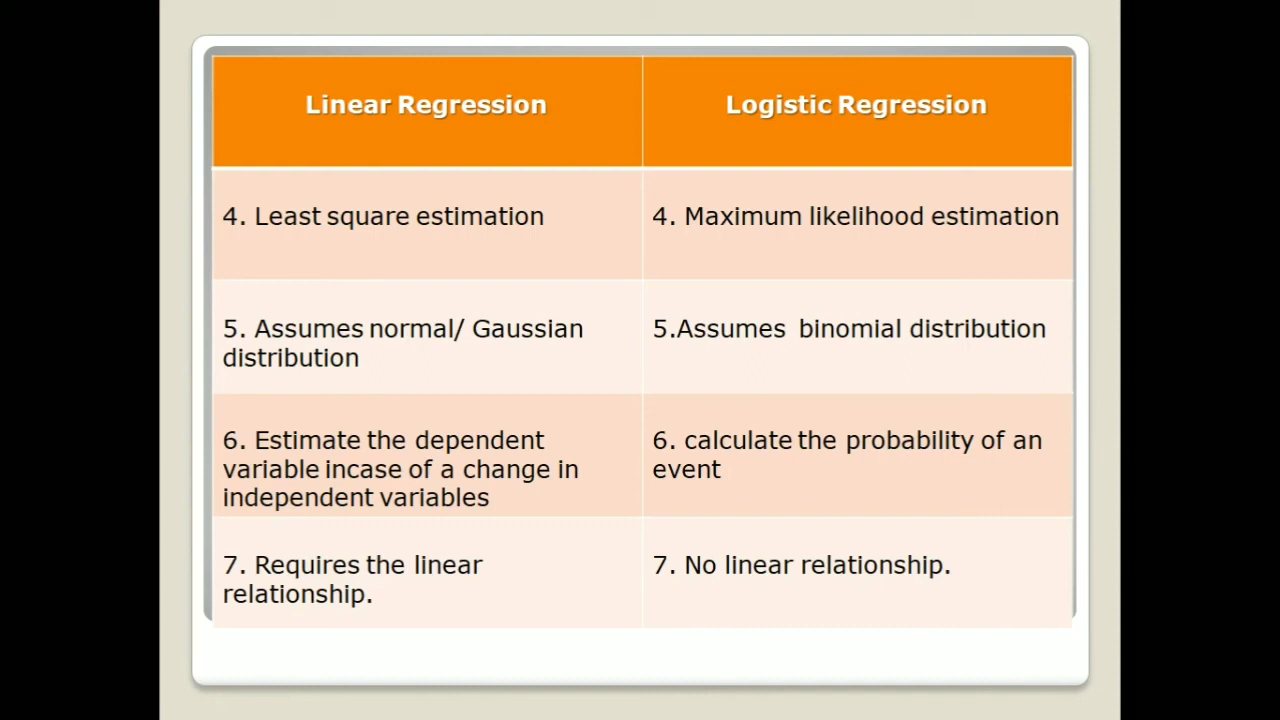 Linear Regression
Logistic Regression
4. Least square estimation
4. Maximum likelihood estimation
5. Assumes normal/ Gaussian
distribution
5.Assumes binomial distribution
6. Estimate the dependent
variable incase of a change in
independent variables
6. calculate the probability of an
event
7. Requires the linear
relationship.
7. No linear relationship.